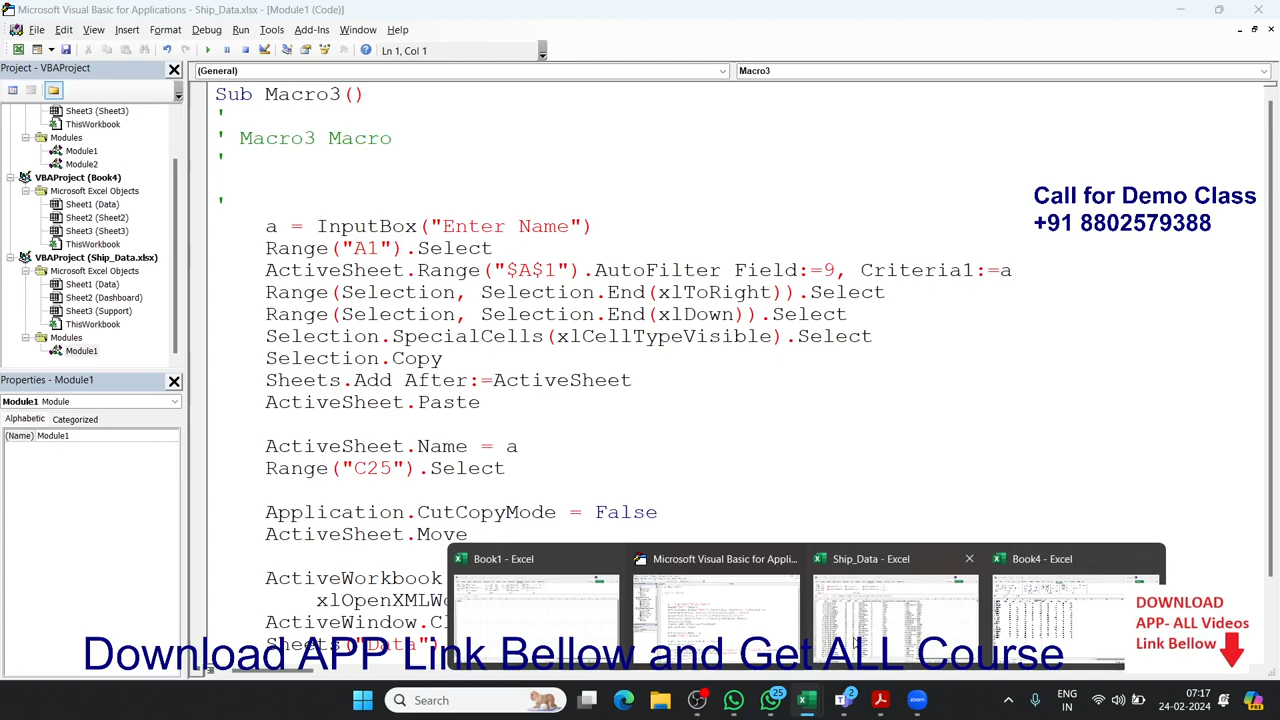 Microsoft Visual Basic for Applications - Ship_Data.xlsx - [Module1 (Code)]
File Edit View Insert Format Debug Run Tools Add-Ins Window Help
Ln 1, Col 1
Project - VBAProject
(General)
Macro3
Sheet3 (Sheet3)
ThisWorkbook
Modules
Module1
Module2
VBAProject (Book4)
Microsoft Excel Objects
Sheet1 (Data)
Sheet2 (Sheet2)
Sheet3 (Sheet3)
ThisWorkbook
VBAProject (Ship_Data.xlsx)
Microsoft Excel Objects
Sheet1 (Data)
Sheet2 (Dashboard)
Sheet3 (Support)
ThisWorkbook
Modules
Module1
Properties - Module1
Module1 Module
Alphabetic Categorized
(Name) Module1
Sub Macro3()
'
' Macro3 Macro
'
'
a = InputBox("Enter Name")
Range("A1").Select
ActiveSheet.Range("$A$1").AutoFilter Field:=9, Criteria1:=a
Range(Selection, Selection.End(xlToRight)).Select
Range(Selection, Selection.End(xlDown)).Select
Selection.SpecialCells(xlCellTypeVisible).Select
Selection.Copy
Sheets.Add After:=ActiveSheet
ActiveSheet.Paste
ActiveSheet.Name = a
Range("C25").Select
Application.CutCopyMode = False
ActiveSheet.Move
ActiveWorkbook
xlOpenXMLWo
ActiveWindow.Cl
Sheets("Data")
Call for Demo Class
+91 8802579388
Book1 - Excel
Microsoft Visual Basic for Appli...
Ship_Data - Excel
Book4 - Excel
DOWNLOAD
APP- ALL Videos
Link Bellow
Download APP Link Bellow and Get ALL Course
Search
25
2
ENG
IN
07:17
24-02-2024